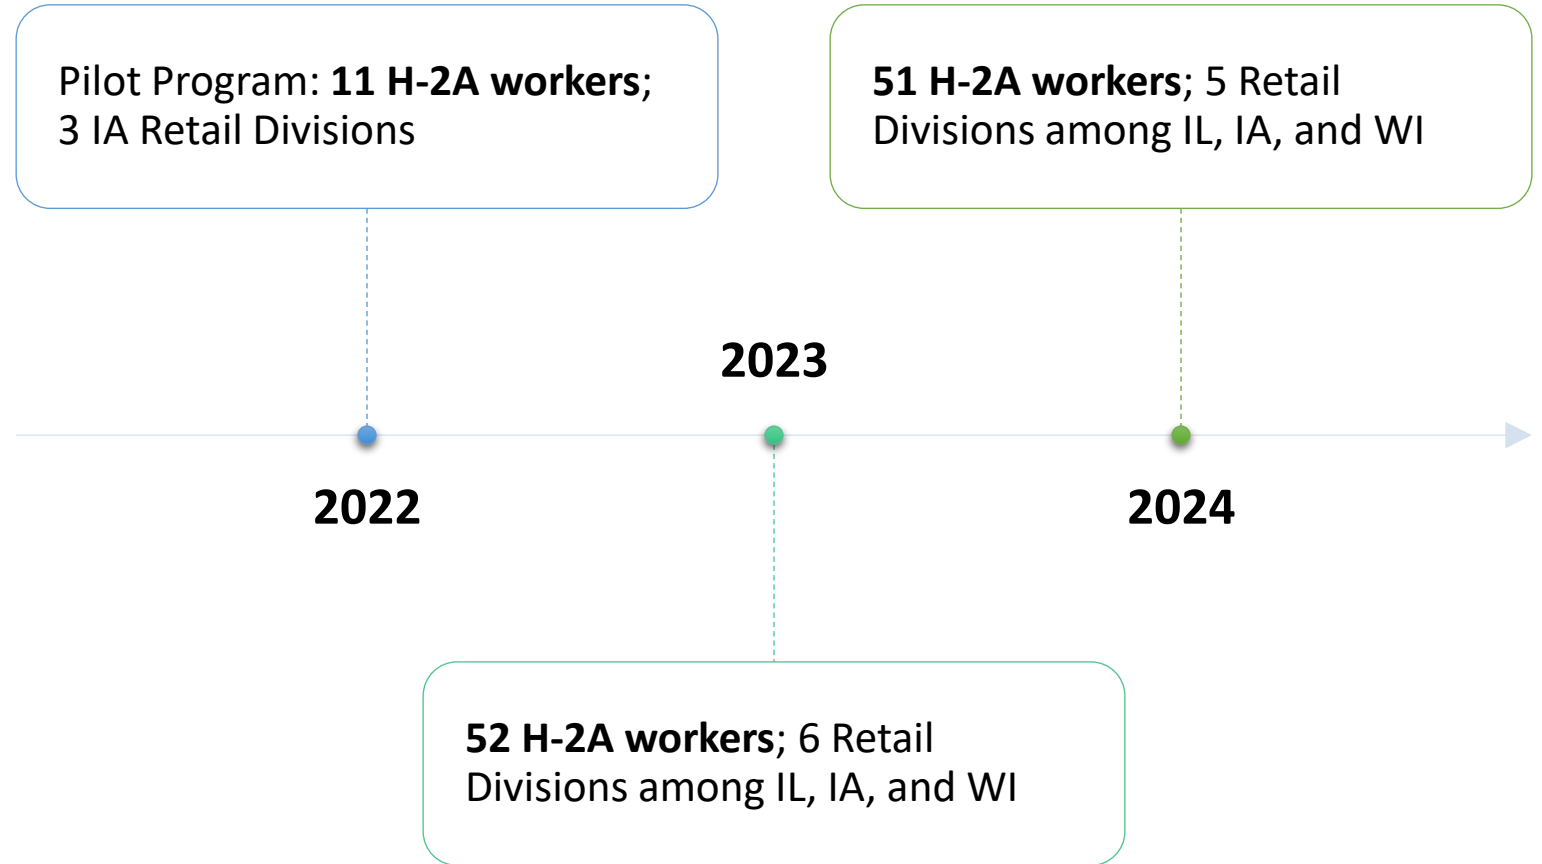 Pilot Program: 11 H-2A workers;
3 IA Retail Divisions
51 H-2A workers; 5 Retail
Divisions among IL, IA, and WI
2023
2022
2024
52 H-2A workers; 6 Retail
Divisions among IL, IA, and WI